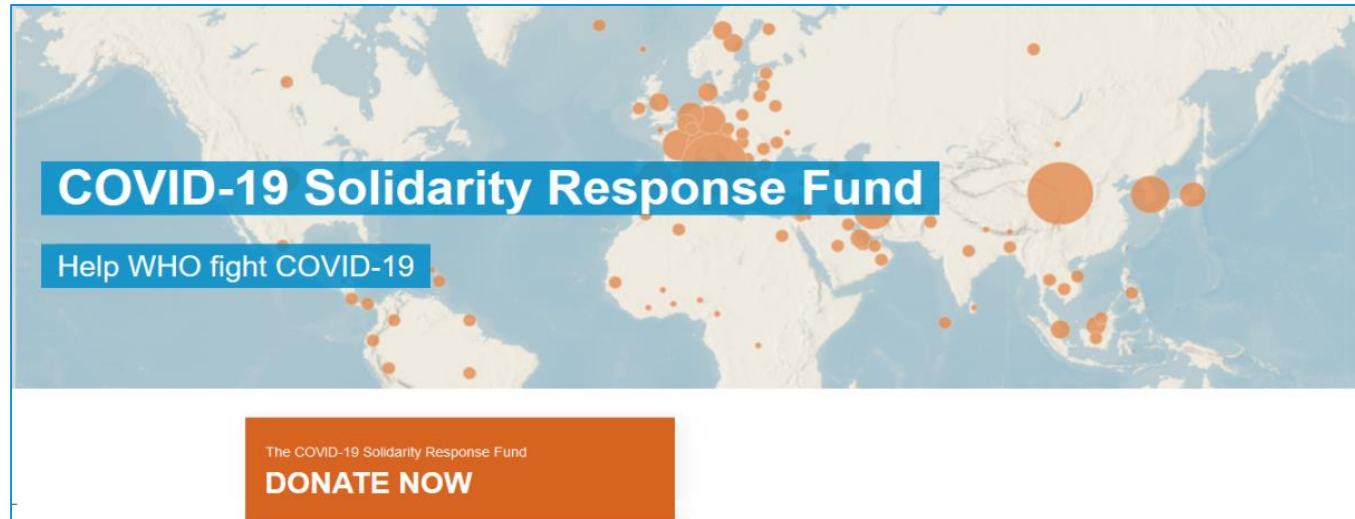 COVID-19 Solidarity Response Fund
Help WHO fight COVID-19
The COVID-19 Solidarity Response Fund
DONATE NOW